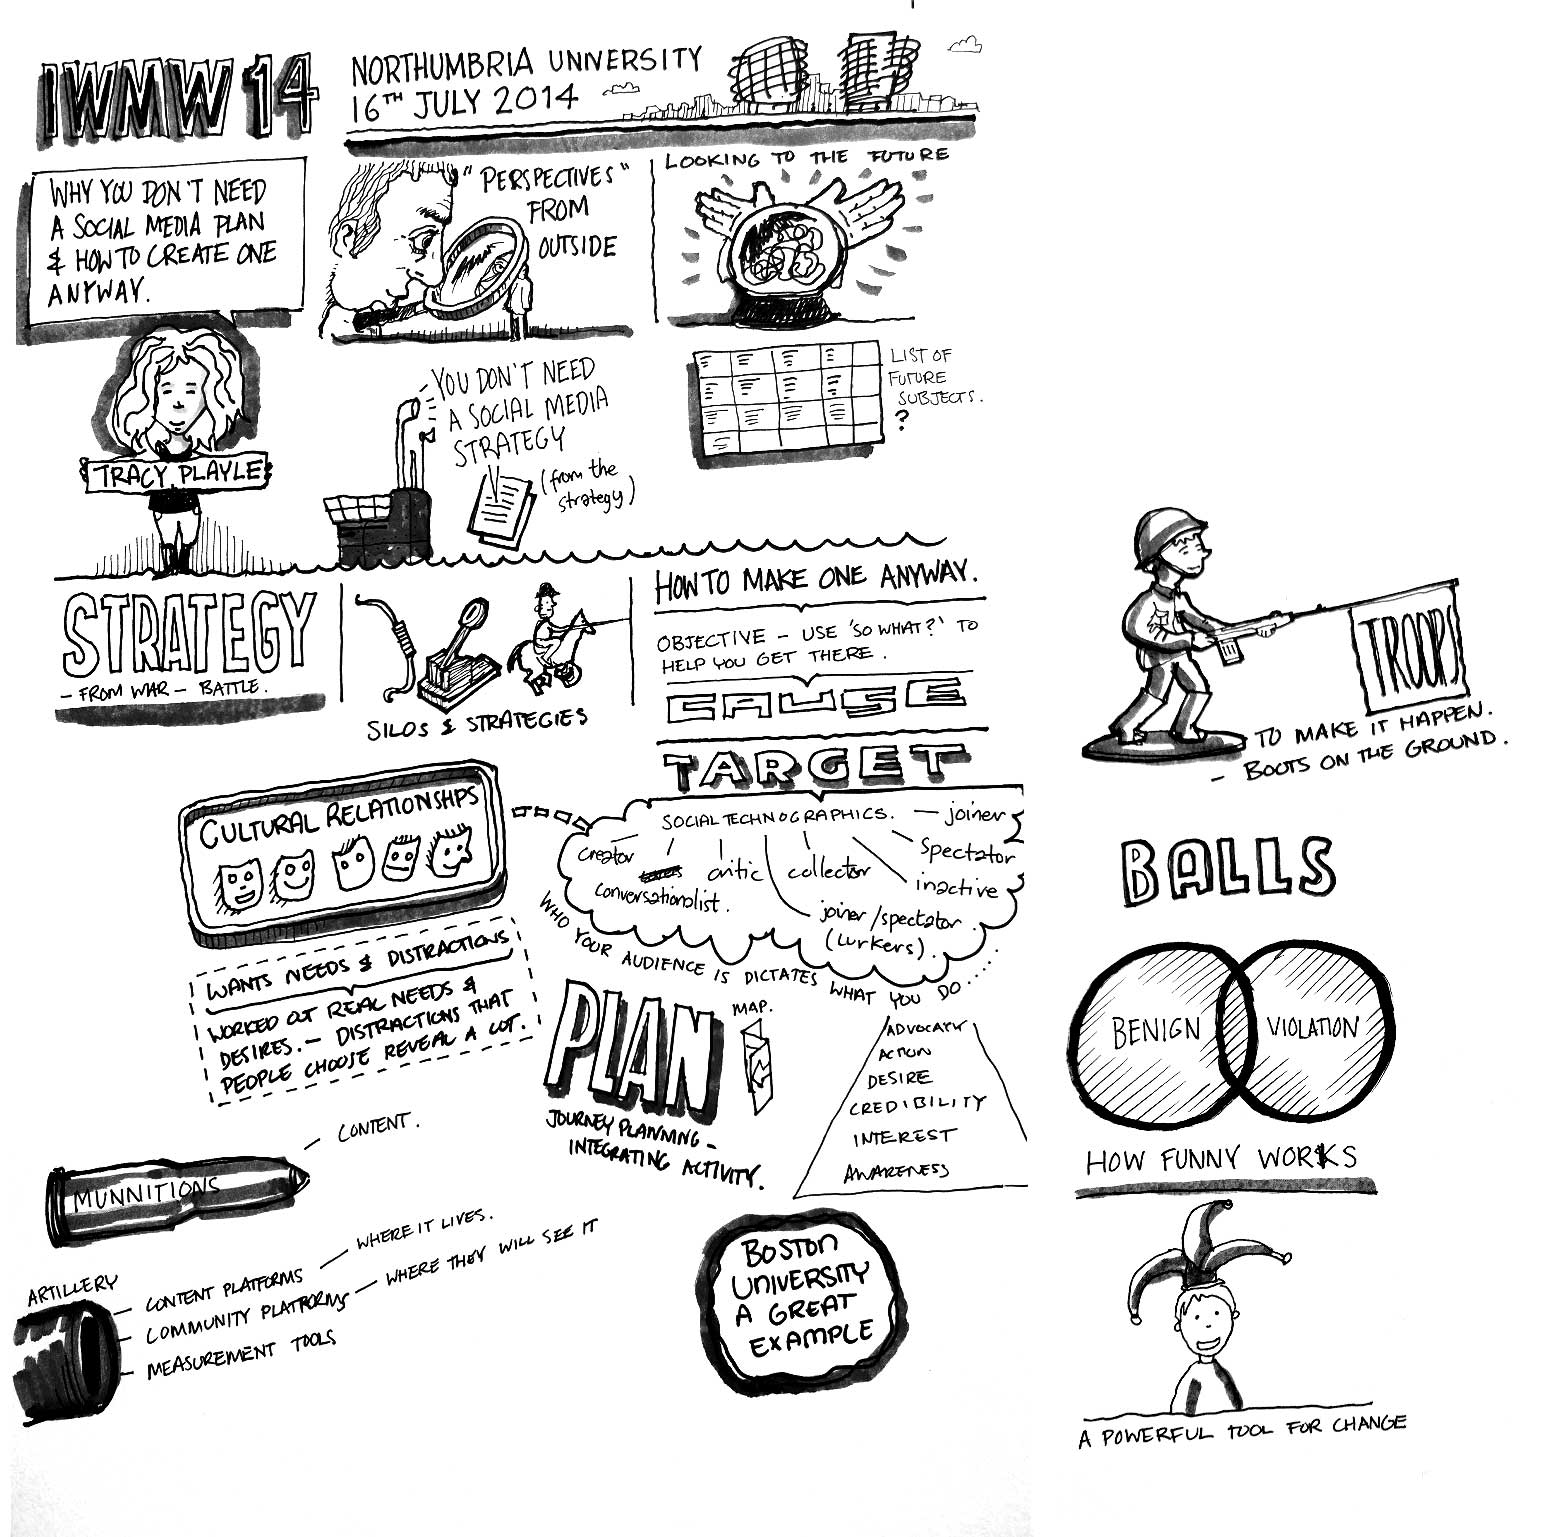 IWMW 14
NORTHUMBRIA UNIVERSITY
16TH JULY 2014
WHY YOU DON'T NEED
A SOCIAL MEDIA PLAN
& HOW TO CREATE ONE
ANYWAY.
TRACY PLAYLE
"PERSPECTIVES"
FROM
OUTSIDE
LOOKING TO THE FUTURE
YOU DON'T NEED
A SOCIAL MEDIA
STRATEGY
(from the
strategy)
LIST OF
FUTURE
SUBJECTS.
?
STRATEGY
- FROM WAR - BATTLE.
SILOS & STRATEGIES
HOW TO MAKE ONE ANYWAY.
OBJECTIVE - USE 'SO WHAT?' TO
HELP YOU GET THERE.
CAUSE
TARGET
SOCIAL TECHNOGRAPHICS. - joiner
creator
critic
collector
spectator
inactive
conversationalist.
joiner/spectator
(lurkers).
WHO YOUR AUDIENCE IS DICTATES WHAT YOU DO.....
CULTURAL RELATIONSHPS
WANTS NEEDS & DISTRACTIONS
WORKED OUT REAL NEEDS &
DESIRES. - DISTRACTIONS THAT
PEOPLE CHOOSE REVEAL A LOT.
PLAN
MAP.
JOURNEY PLANNING -
INTEGRATING ACTIVITY.
ADVOCACY
ACTION
DESIRE
CREDIBILITY
INTEREST
AWARENESS
CONTENT.
MUNNITIONS
ARTILLERY
CONTENT PLATFORMS - WHERE IT LIVES.
COMMUNITY PLATFORMS - WHERE THEY WILL SEE IT
MEASUREMENT TOOLS
BOSTON
UNIVERSITY
A GREAT
EXAMPLE
TROOPS
TO MAKE IT HAPPEN.
- BOOTS ON THE GROUND.
BALLS
BENIGN
VIOLATION
HOW FUNNY WORKS
A POWERFUL TOOL FOR CHANGE